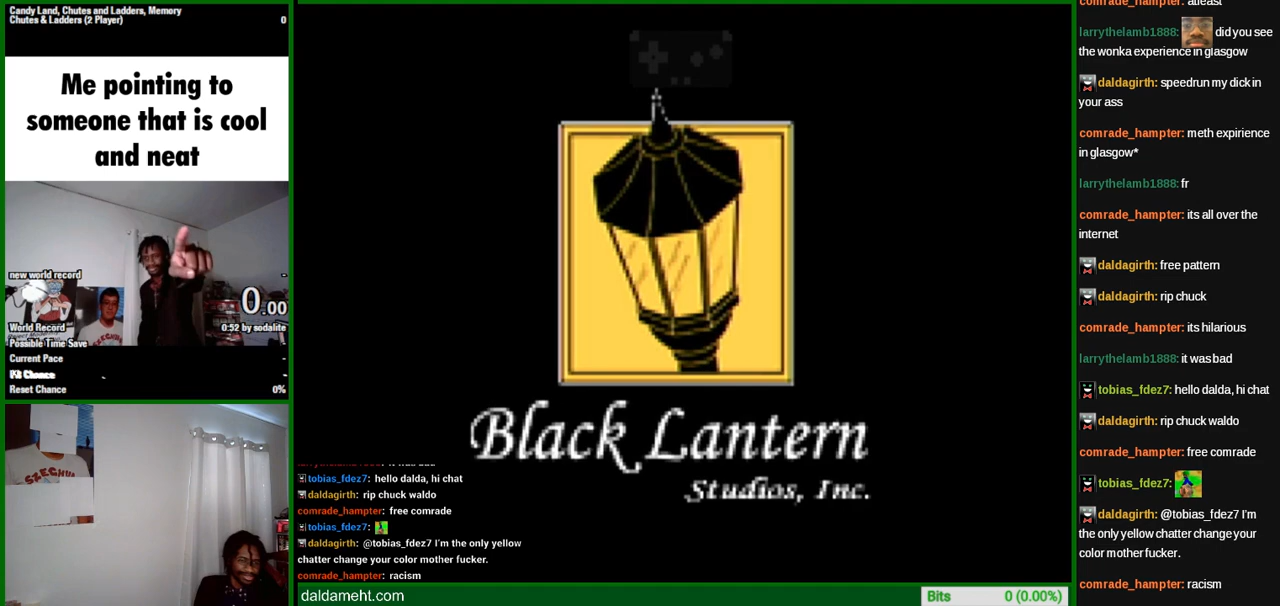 Candy Land, Chutes and Ladders, Memory
Chutes & Ladders (2 Player) 0
Me pointing to
someone that is cool
and neat
new world record -
0.00
World Record 0:52 by sodalite
Possible Time Save -
Current Pace -
-
Reset Chance 0%
SZECHUA
Black Lantern
Studios, Inc.
tobias_fdez7: hello dalda, hi chat
daldagirth: rip chuck waldo
comrade_hampter: free comrade
tobias_fdez7:
daldagirth: @tobias_fdez7 I'm the only yellow
chatter change your color mother fucker.
comrade_hampter: racism
daldameht.com
Bits 0 (0.00%)
comrade_hampter: atleast
larrythelamb1888: did you see
the wonka experience in glasgow
daldagirth: speedrun my dick in
your ass
comrade_hampter: meth expirience
in glasgow*
larrythelamb1888: fr
comrade_hampter: its all over the
internet
daldagirth: free pattern
daldagirth: rip chuck
comrade_hampter: its hilarious
larrythelamb1888: it was bad
tobias_fdez7: hello dalda, hi chat
daldagirth: rip chuck waldo
comrade_hampter: free comrade
tobias_fdez7:
daldagirth: @tobias_fdez7 I'm
the only yellow chatter change your
color mother fucker.
comrade_hampter: racism